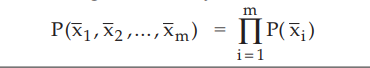 P(x̅₁, x̅₂, ..., x̅ₘ) = ∏ᵢ₌₁ᵐ P(x̅ᵢ)